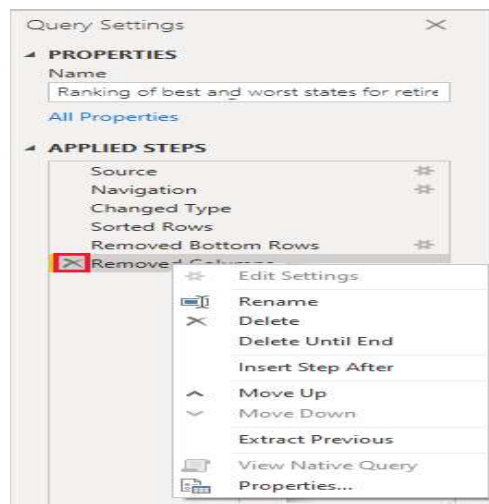 Query Settings
PROPERTIES
Name
Ranking of best and worst states for retire
All Properties
APPLIED STEPS
Source
Navigation
Changed Type
Sorted Rows
Removed Bottom Rows
Removed Columns
Edit Settings
Rename
Delete
Delete Until End
Insert Step After
Move Up
Move Down
Extract Previous
View Native Query
Properties...